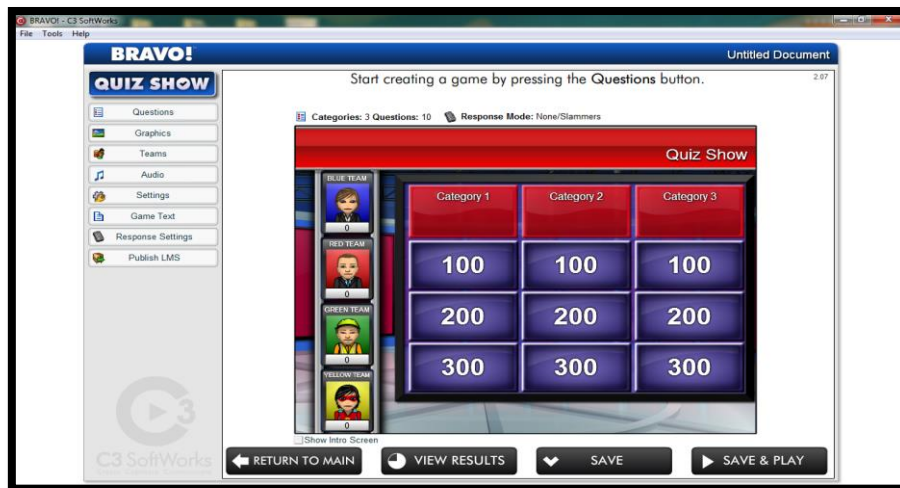 BRAVO! - C3 SoftWorks
File Tools Help
BRAVO!
Untitled Document
QUIZ SHOW
Start creating a game by pressing the Questions button.
2.07
Questions
Graphics
Teams
Audio
Settings
Game Text
Response Settings
Publish LMS
Categories: 3 Questions: 10 Response Mode: None/Slammers
Quiz Show
BLUE TEAM
0
RED TEAM
0
GREEN TEAM
0
YELLOW TEAM
0
Category 1 Category 2 Category 3
100 100 100
200 200 200
300 300 300
Show Intro Screen
C3 SoftWorks
RETURN TO MAIN VIEW RESULTS SAVE SAVE & PLAY